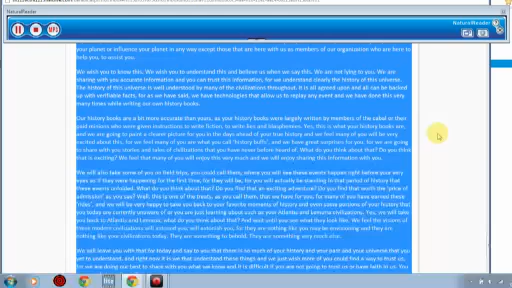 NaturalReader
NaturalReader
MP3
your planet or influence your planet in any way except those that are here with us as members of our organization who are here to
help you, to assist you.
We wish you to know this. We wish you to understand this and believe us when we say this. We are not lying to you. We are
sharing with you accurate information and you can trust this information, for we understand clearly the history of this universe.
The history of this universe is well understood by many of the civilizations throughout. It is all agreed upon and all can be backed
up with verifiable facts, for as we have said, we have technologies that allow us to replay any event and we have done this very
many times while writing our own history books.
Our history books are a bit more accurate than yours, as your history books were largely written by members of the cabal or their
paid minions who were given instructions to write fiction, to write lies and blasphemies. Yes, this is what your history books are,
and we are going to paint a clearer picture for you in the days ahead of your true history and we feel many of you will be very
excited about this, for we feel many of you are what you call 'history buffs', and we have great surprises for you, for we are going
to share with you stories and tales of civilizations that you have never before heard of. What do you think about that? Do you think
that is exciting? We feel that many of you will enjoy this very much and we will enjoy sharing this information with you.
We will also take some of you on field trips, you could call them, where you will see these events happen right before your very
eyes as if they were happening for the first time, for they will be, for you will actually be standing in that period of history that
these events unfolded. What do you think about that? Do you find that an exciting adventure? Do you find that worth the 'price of
admission' as you say? Well, this is one of the treats, as you call them, that we have for you, for many of you have earned these
'rides', and we will be very happy to take you back to your favorite moments of history and even some portions of your history that
you today are currently unaware of or you are just learning about such as your Atlantis and Lemuria civilizations. Yes, we will take
you back to Atlantis and Lemuria, what do you think about that? And wait until you see what they look like. We feel the streets of
these modern civilizations will astound you, will astonish you, for they are nothing like you may be envisioning and they are
nothing like your civilizations today. They are something to behold. They are something very much alien.
We will leave you with that for today and say to you that there is so much of your history and your past and your universe that you
yet to understand, and right now it is we that understand these things and we just wish more of you could find a way to trust us,
for we are doing our best to share with you what we know and it is difficult if you are not going to trust us or have faith in us. You